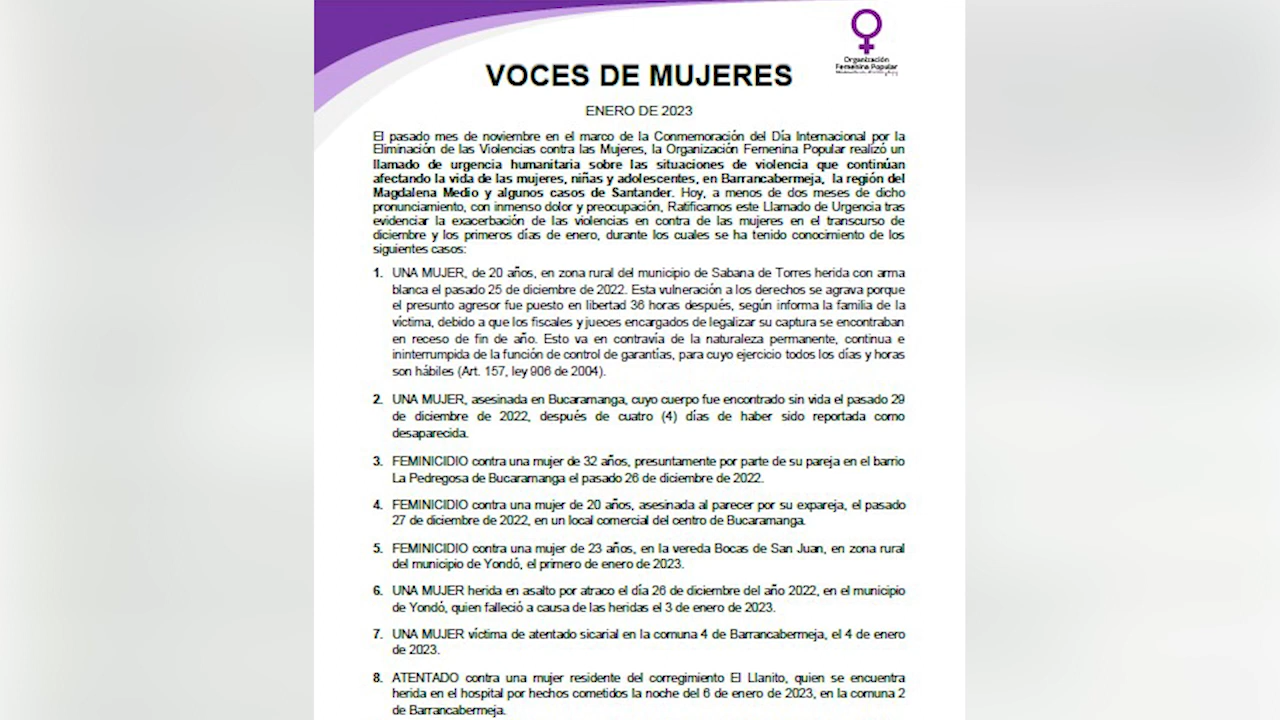 Organización
Femenina Popular
VOCES DE MUJERES
ENERO DE 2023
El pasado mes de noviembre en el marco de la Conmemoración del Día Internacional por la
Eliminación de las Violencias contra las Mujeres, la Organización Femenina Popular realizó un
llamado de urgencia humanitaria sobre las situaciones de violencia que continúan
afectando la vida de las mujeres, niñas y adolescentes, en Barrancabermeja, la región del
Magdalena Medio y algunos casos de Santander. Hoy, a menos de dos meses de dicho
pronunciamiento, con inmenso dolor y preocupación, Ratificamos este Llamado de Urgencia tras
evidenciar la exacerbación de las violencias en contra de las mujeres en el transcurso de
diciembre y los primeros días de enero, durante los cuales se ha tenido conocimiento de los
siguientes casos:
1. UNA MUJER, de 20 años, en zona rural del municipio de Sabana de Torres herida con arma
blanca el pasado 25 de diciembre de 2022. Esta vulneración a los derechos se agrava porque
el presunto agresor fue puesto en libertad 36 horas después, según informa la familia de la
víctima, debido a que los fiscales y jueces encargados de legalizar su captura se encontraban
en receso de fin de año. Esto va en contravía de la naturaleza permanente, continua e
ininterrumpida de la función de control de garantías, para cuyo ejercicio todos los días y horas
son hábiles (Art. 157, ley 906 de 2004).
2. UNA MUJER, asesinada en Bucaramanga, cuyo cuerpo fue encontrado sin vida el pasado 29
de diciembre de 2022, después de cuatro (4) días de haber sido reportada como
desaparecida.
3. FEMINICIDIO contra una mujer de 32 años, presuntamente por parte de su pareja en el barrio
La Pedregosa de Bucaramanga el pasado 26 de diciembre de 2022.
4. FEMINICIDIO contra una mujer de 20 años, asesinada al parecer por su expareja, el pasado
27 de diciembre de 2022, en un local comercial del centro de Bucaramanga.
5. FEMINICIDIO contra una mujer de 23 años, en la vereda Bocas de San Juan, en zona rural
del municipio de Yondó, el primero de enero de 2023.
6. UNA MUJER herida en asalto por atraco el día 26 de diciembre del año 2022, en el municipio
de Yondó, quien falleció a causa de las heridas el 3 de enero de 2023.
7. UNA MUJER víctima de atentado sicarial en la comuna 4 de Barrancabermeja, el 4 de enero
de 2023.
8. ATENTADO contra una mujer residente del corregimiento El Llanito, quien se encuentra
herida en el hospital por hechos cometidos la noche del 6 de enero de 2023, en la comuna 2
de Barrancabermeja.